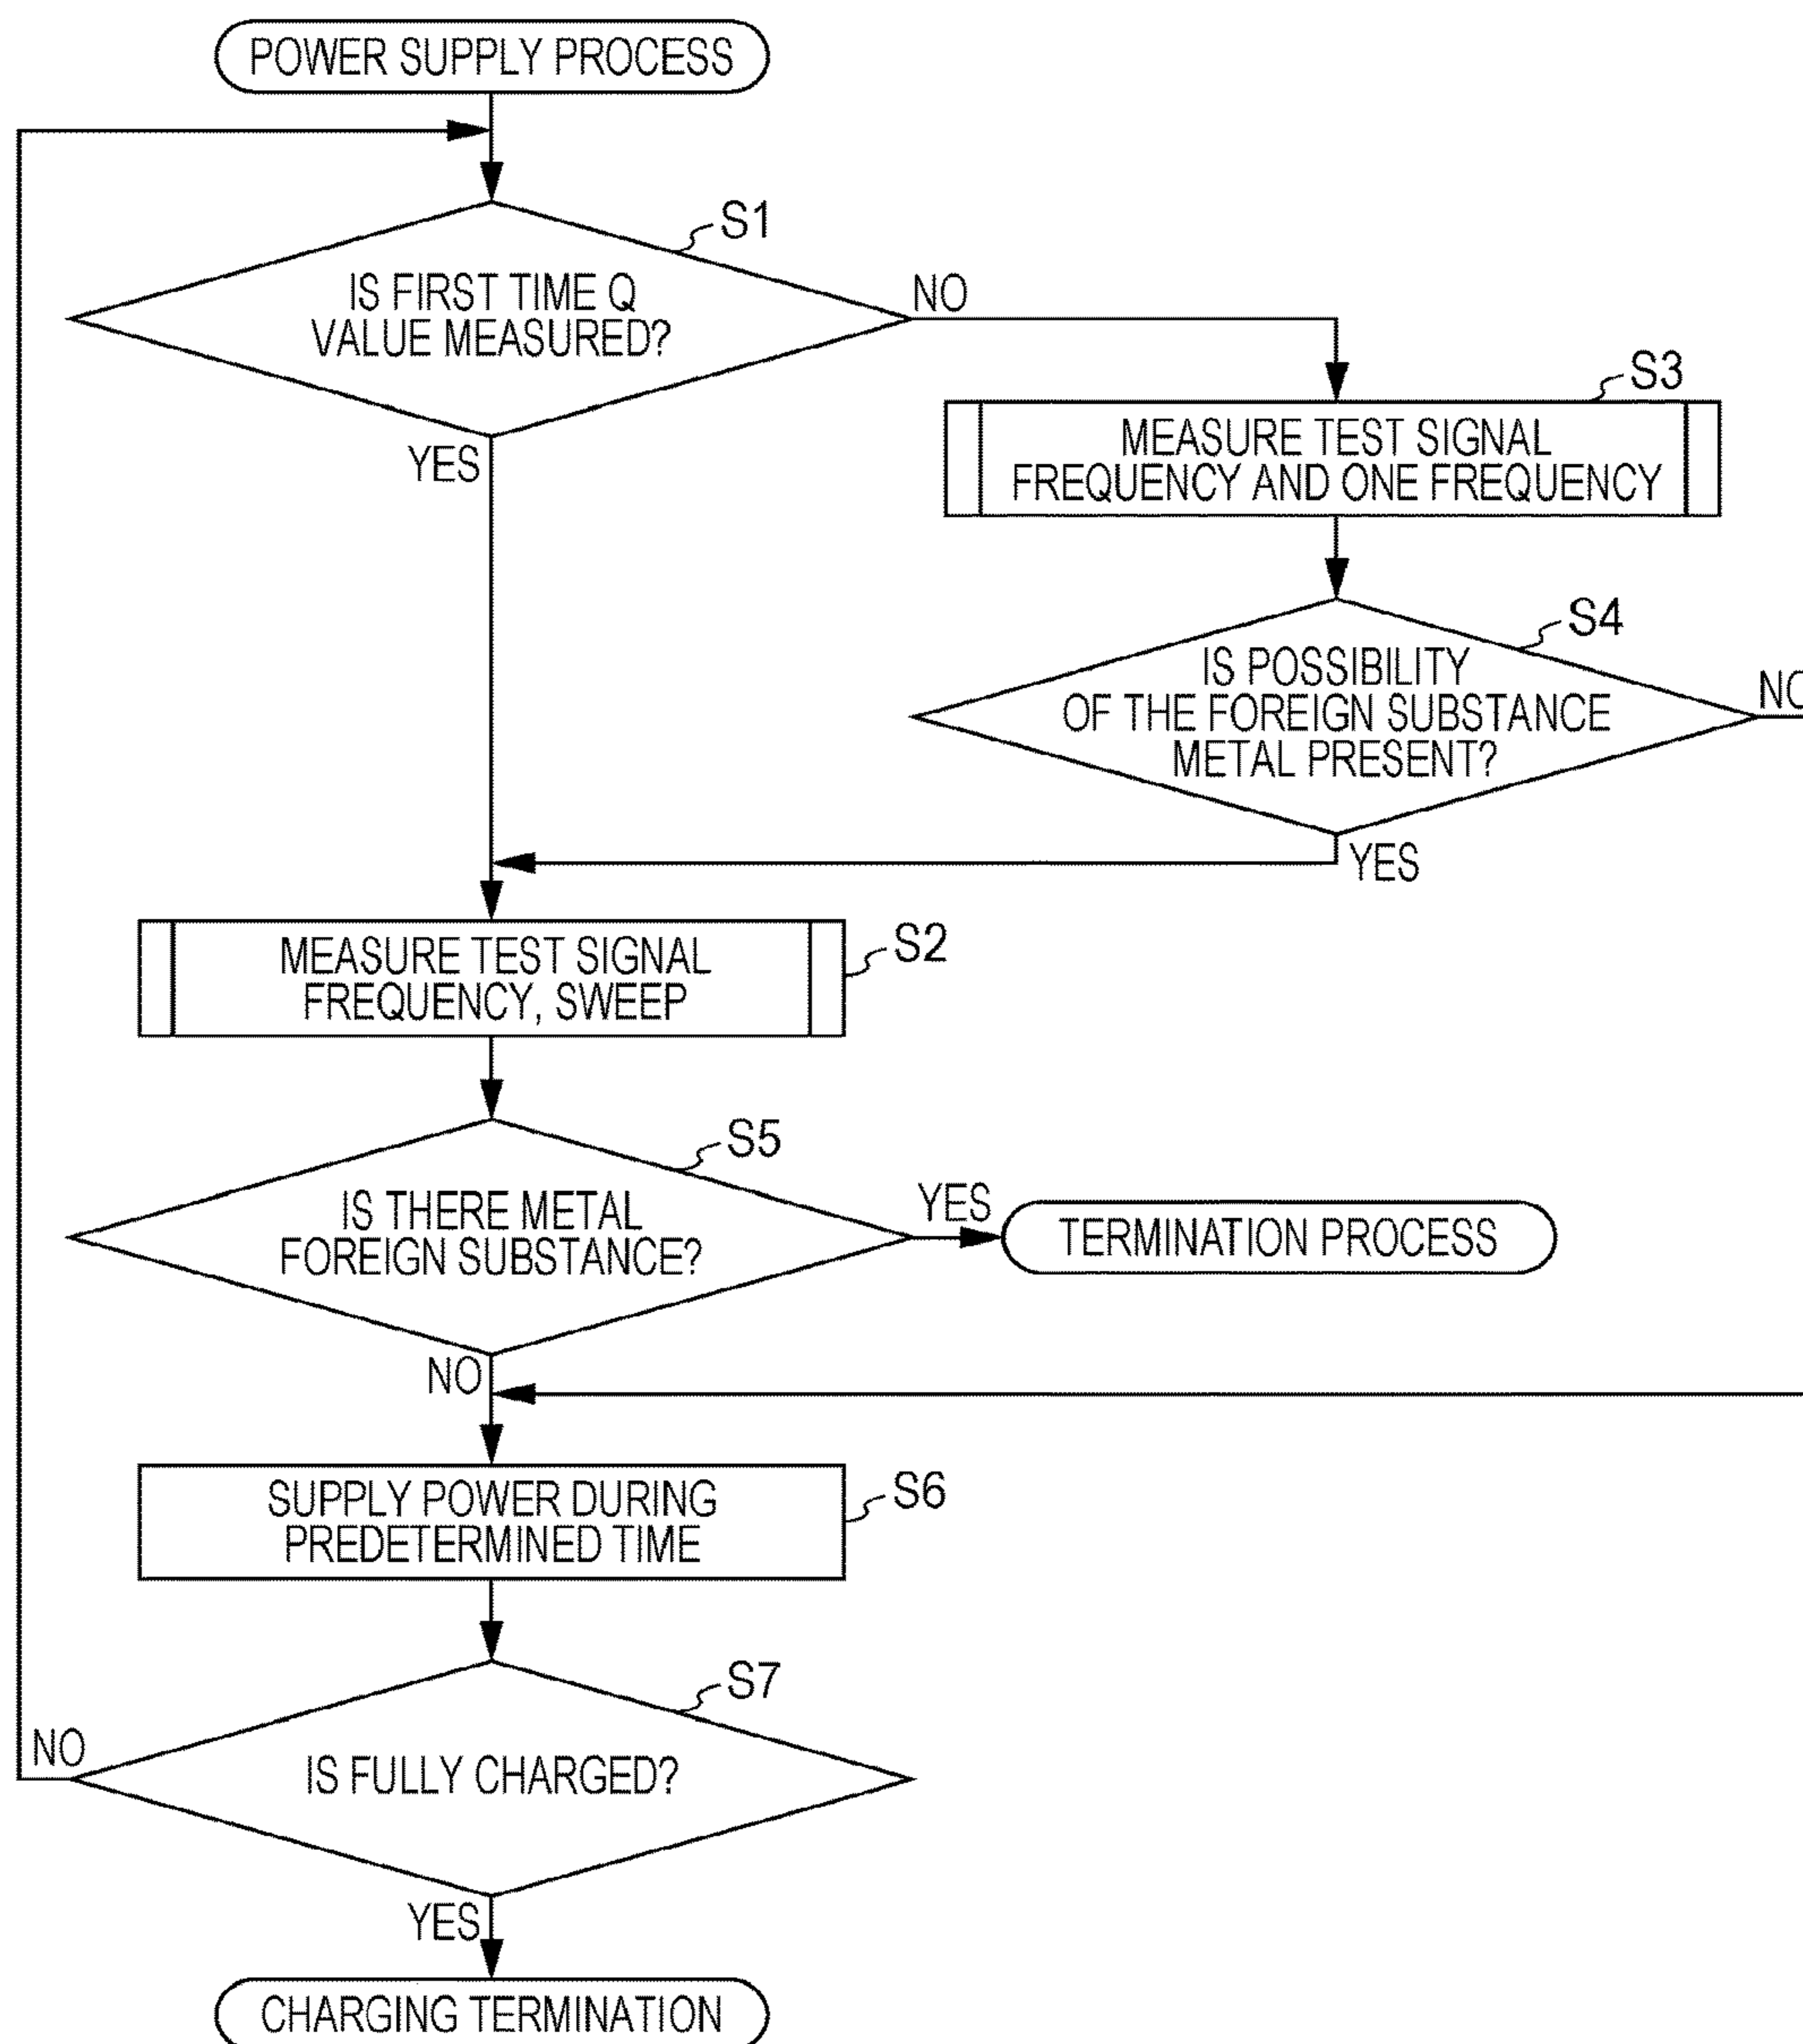 POWER SUPPLY PROCESS
S1
IS FIRST TIME Q
VALUE MEASURED?
NO
YES
S3
MEASURE TEST SIGNAL
FREQUENCY AND ONE FREQUENCY
S4
IS POSSIBILITY
OF THE FOREIGN SUBSTANCE
METAL PRESENT?
NO
YES
S2
MEASURE TEST SIGNAL
FREQUENCY, SWEEP
S5
IS THERE METAL
FOREIGN SUBSTANCE?
YES
TERMINATION PROCESS
NO
S6
SUPPLY POWER DURING
PREDETERMINED TIME
S7
IS FULLY CHARGED?
NO
YES
CHARGING TERMINATION